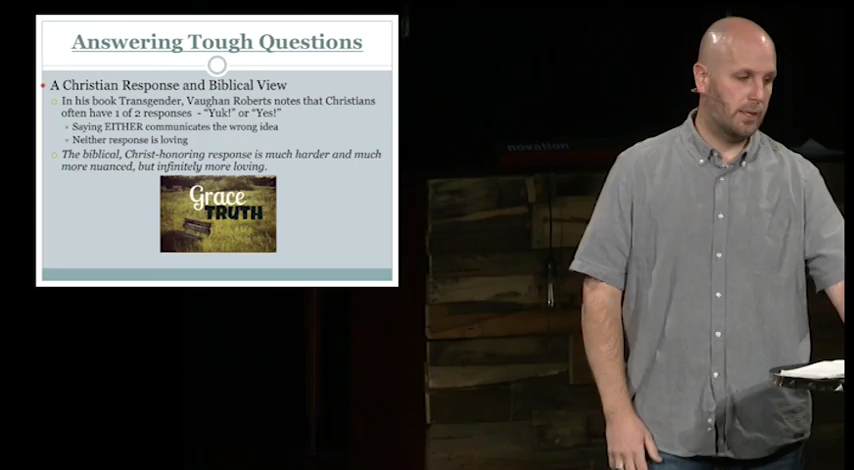 Answering Tough Questions
A Christian Response and Biblical View
In his book Transgender, Vaughan Roberts notes that Christians
often have 1 of 2 responses - "Yuk!" or "Yes!"
Saying EITHER communicates the wrong idea
Neither response is loving
The biblical, Christ-honoring response is much harder and much
more nuanced, but infinitely more loving.
Grace
TRUTH
novation